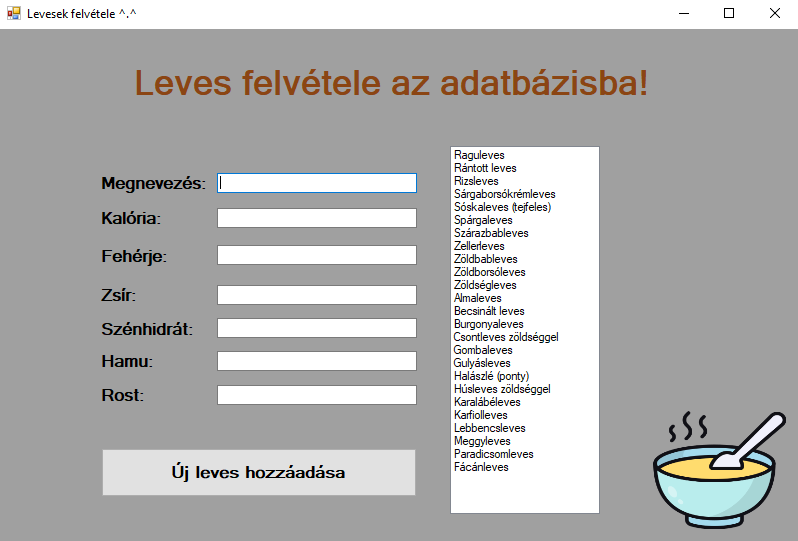 Levesek felvétele ^.^
Leves felvétele az adatbázisba!
Megnevezés:
Kalória:
Fehérje:
Zsír:
Szénhidrát:
Hamu:
Rost:
Új leves hozzáadása
Raguleves
Rántott leves
Rizsleves
Sárgaborsókrémleves
Sóskaleves (tejfeles)
Spárgaleves
Szárazbableves
Zellerleves
Zöldbableves
Zöldborsóleves
Zöldségleves
Almaleves
Becsinált leves
Burgonyaleves
Csontleves zöldséggel
Gombaleves
Gulyásleves
Halászlé (ponty)
Húsleves zöldséggel
Karalábéleves
Karfiolleves
Lebbencsleves
Meggyleves
Paradicsomleves
Fácánleves